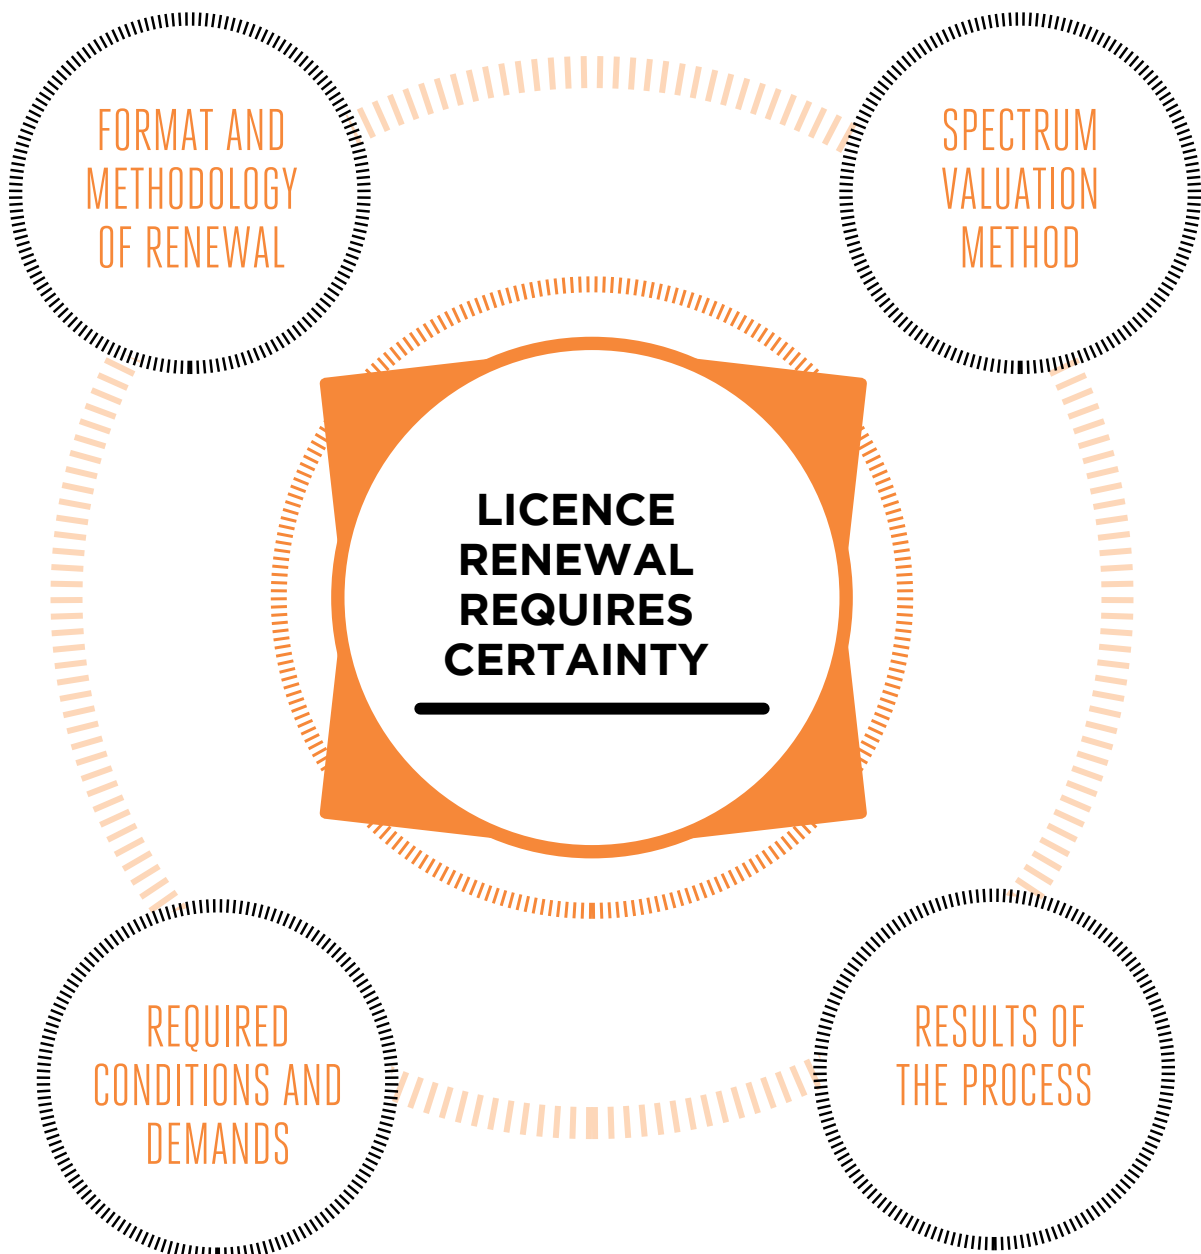 FORMAT AND
METHODOLOGY
OF RENEWAL
SPECTRUM
VALUATION
METHOD
LICENCE
RENEWAL
REQUIRES
CERTAINTY
REQUIRED
CONDITIONS AND
DEMANDS
RESULTS OF
THE PROCESS